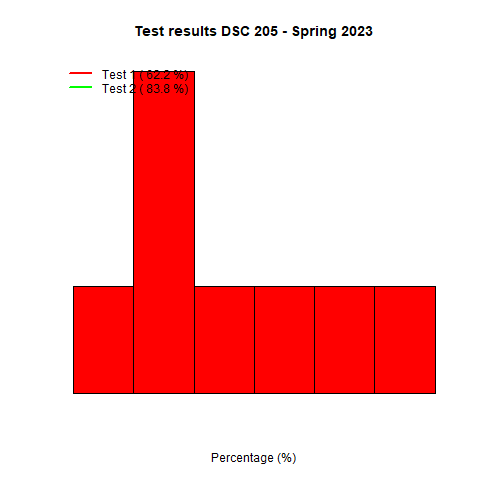 Test results DSC 205 - Spring 2023
Test 1 ( 62.2 %)
Test 2 ( 83.8 %)
Percentage (%)